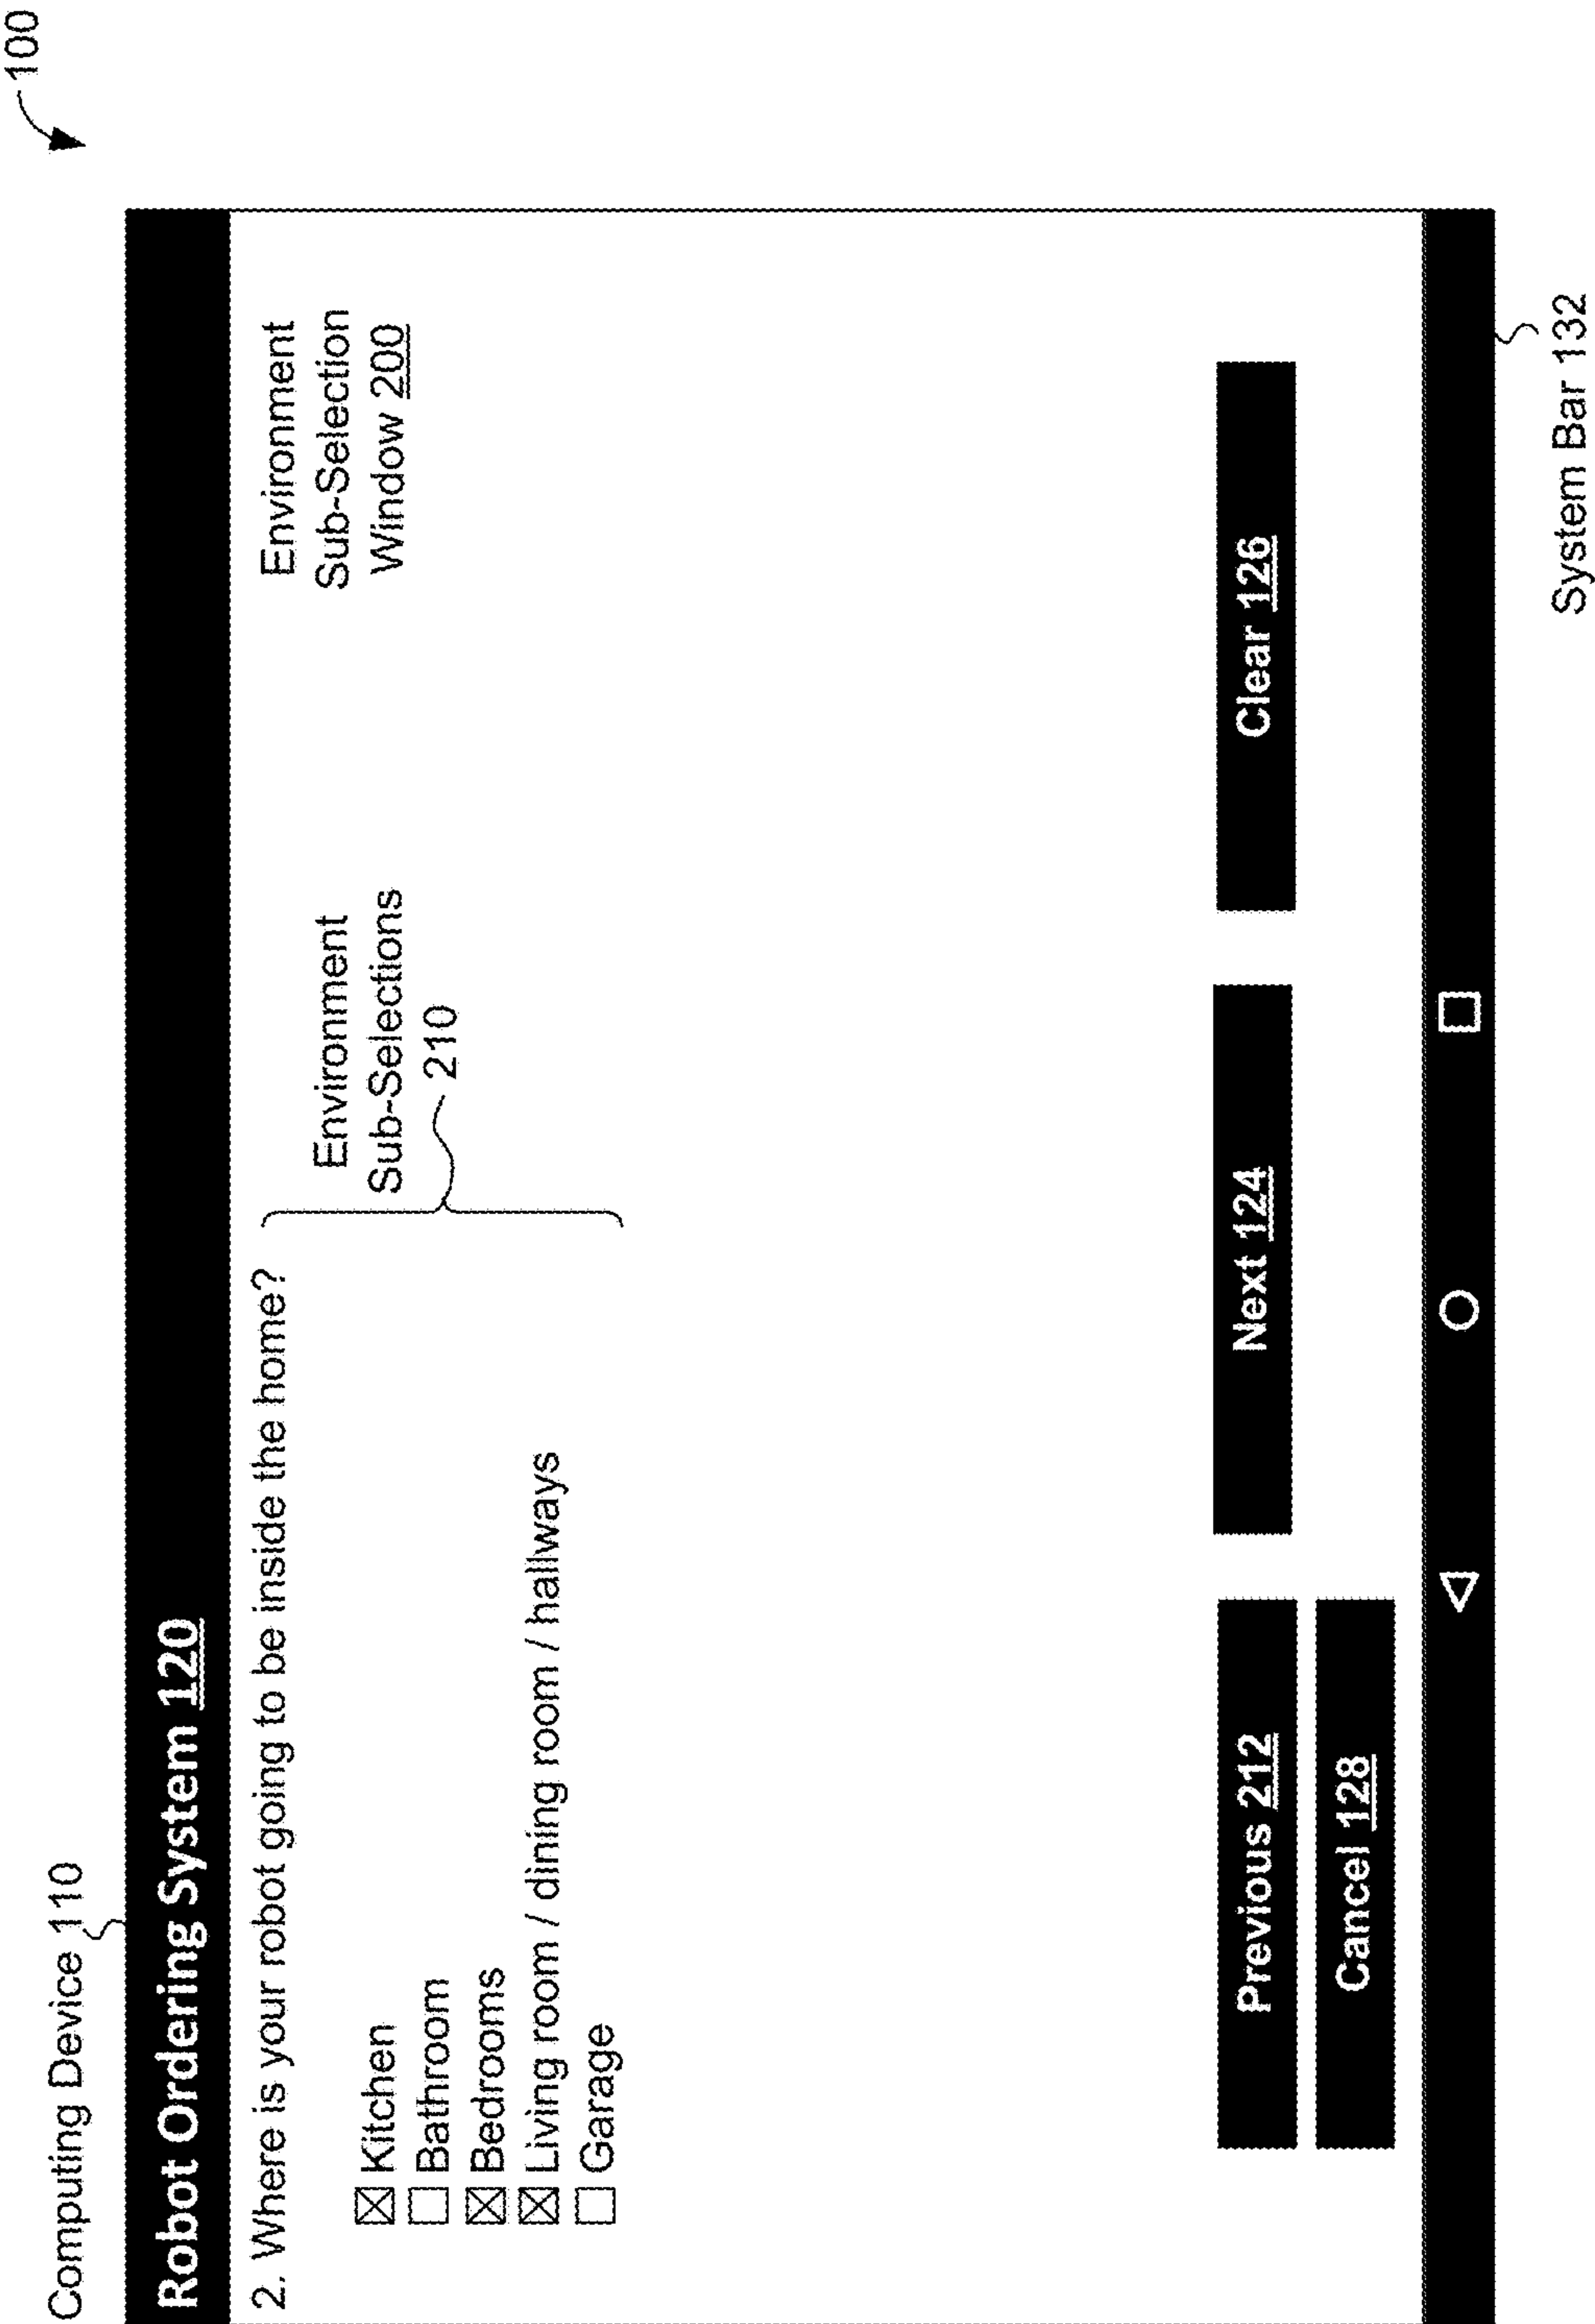 100
Computing Device 110
Robot Ordering System 120
2. Where is your robot going to be inside the home?
Environment
Sub-Selection
Window 200
Environment
Sub-Selections
210
Kitchen
Bathroom
Bedrooms
Living room / dining room / hallways
Garage
Previous 212
Next 124
Clear 126
Cancel 128
System Bar 132